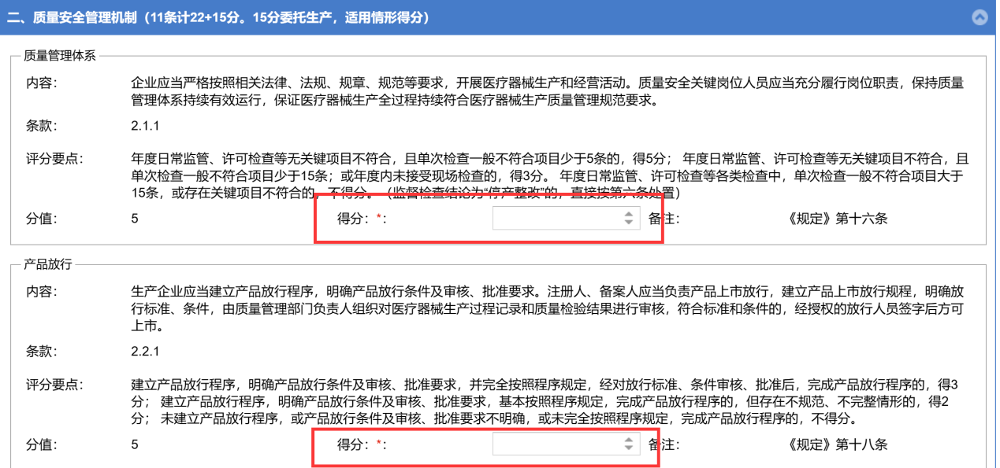 二、质量安全管理机制（11条计22+15分。15分委托生产，适用情形得分）
质量管理体系
内容：
企业应当严格按照相关法律、法规、规章、规范等要求，开展医疗器械生产和经营活动。质量安全关键岗位人员应当充分履行岗位职责，保持质量
管理体系持续有效运行，保证医疗器械生产全过程持续符合医疗器械生产质量管理规范要求。
条款： 2.1.1
评分要点：
年度日常监管、许可检查等无关键项目不符合，且单次检查一般不符合项目少于5条的，得5分； 年度日常监管、许可检查等无关键项目不符合，且
单次检查一般不符合项目少于15条；或年度内未接受现场检查的，得3分。 年度日常监管、许可检查等各类检查中，单次检查一般不符合项目大于
15条，或存在关键项目不符合的，不得分。（监督检查结论为“停产整改”的，直接按第六条处置）
分值： 5 得分：*： 备注： 《规定》第十六条
产品放行
内容：
生产企业应当建立产品放行程序，明确产品放行条件及审核、批准要求。注册人、备案人应当负责产品上市放行，建立产品上市放行规程，明确放
行标准、条件，由质量管理部门负责人组织对医疗器械生产过程记录和质量检验结果进行审核，符合标准和条件的，经授权的放行人员签字后方可
上市。
条款： 2.2.1
评分要点：
建立产品放行程序，明确产品放行条件及审核、批准要求，并完全按照程序规定，经对放行标准、条件审核、批准后，完成产品放行程序的，得3
分； 建立产品放行程序，明确产品放行条件及审核、批准要求，基本按照程序规定，完成产品放行程序的，但存在不规范、不完整情形的，得2
分； 未建立产品放行程序，或产品放行条件及审核、批准要求不明确，或未完全按照程序规定，完成产品放行程序的，不得分。
分值： 5 得分：*： 备注： 《规定》第十八条